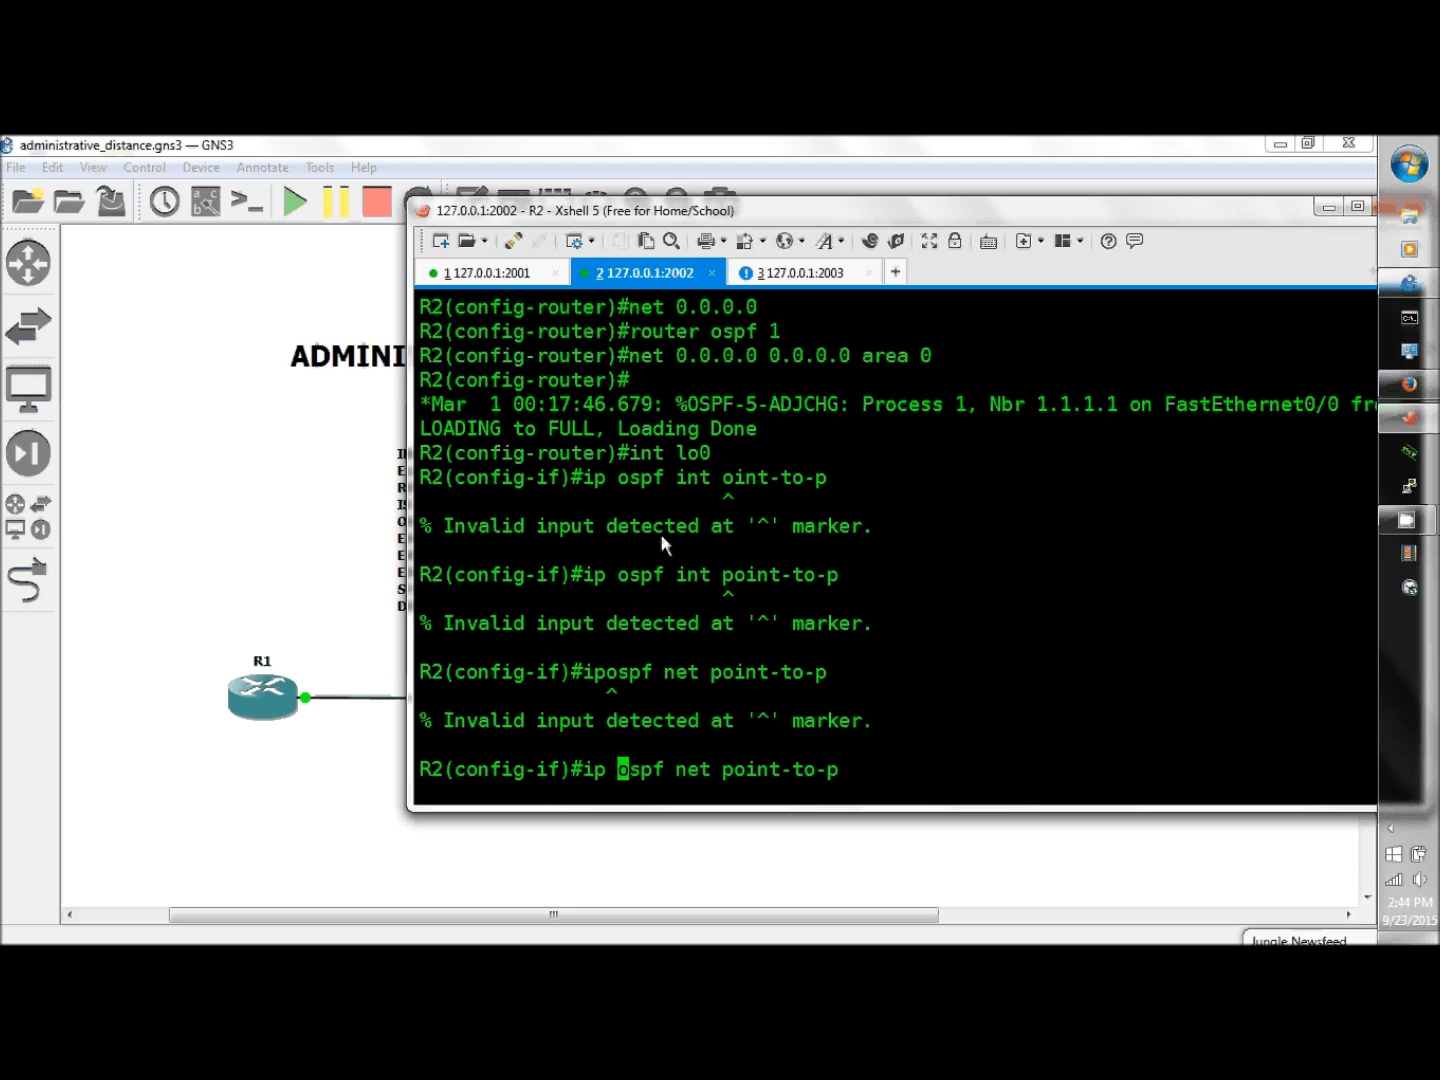 administrative_distance.gns3 — GNS3
File Edit View Control Device Annotate Tools Help
127.0.0.1:2002 - R2 - Xshell 5 (Free for Home/School)
1 127.0.0.1:2001
2 127.0.0.1:2002
3 127.0.0.1:2003
R2(config-router)#net 0.0.0.0
R2(config-router)#router ospf 1
R2(config-router)#net 0.0.0.0 0.0.0.0 area 0
R2(config-router)#
*Mar  1 00:17:46.679: %OSPF-5-ADJCHG: Process 1, Nbr 1.1.1.1 on FastEthernet0/0 fr
LOADING to FULL, Loading Done
R2(config-router)#int lo0
R2(config-if)#ip ospf int oint-to-p
^
% Invalid input detected at '^' marker.
R2(config-if)#ip ospf int point-to-p
^
% Invalid input detected at '^' marker.
R2(config-if)#ipospf net point-to-p
^
% Invalid input detected at '^' marker.
R2(config-if)#ip ospf net point-to-p
ADMINI
R1
2:44 PM
9/23/2015
Jungle Newsfeed